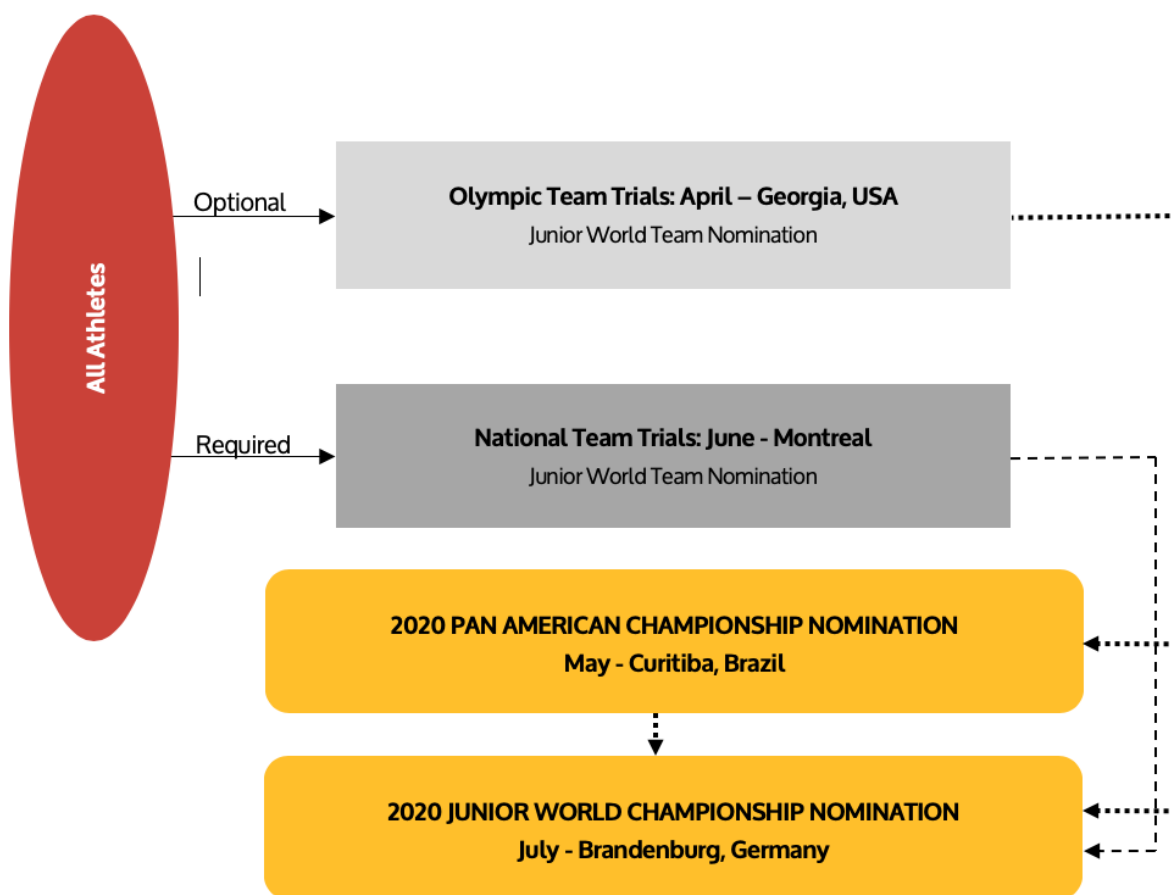 All Athletes
Optional
Olympic Team Trials: April – Georgia, USA
Junior World Team Nomination
Required
National Team Trials: June - Montreal
Junior World Team Nomination
2020 PAN AMERICAN CHAMPIONSHIP NOMINATION
May - Curitiba, Brazil
2020 JUNIOR WORLD CHAMPIONSHIP NOMINATION
July - Brandenburg, Germany